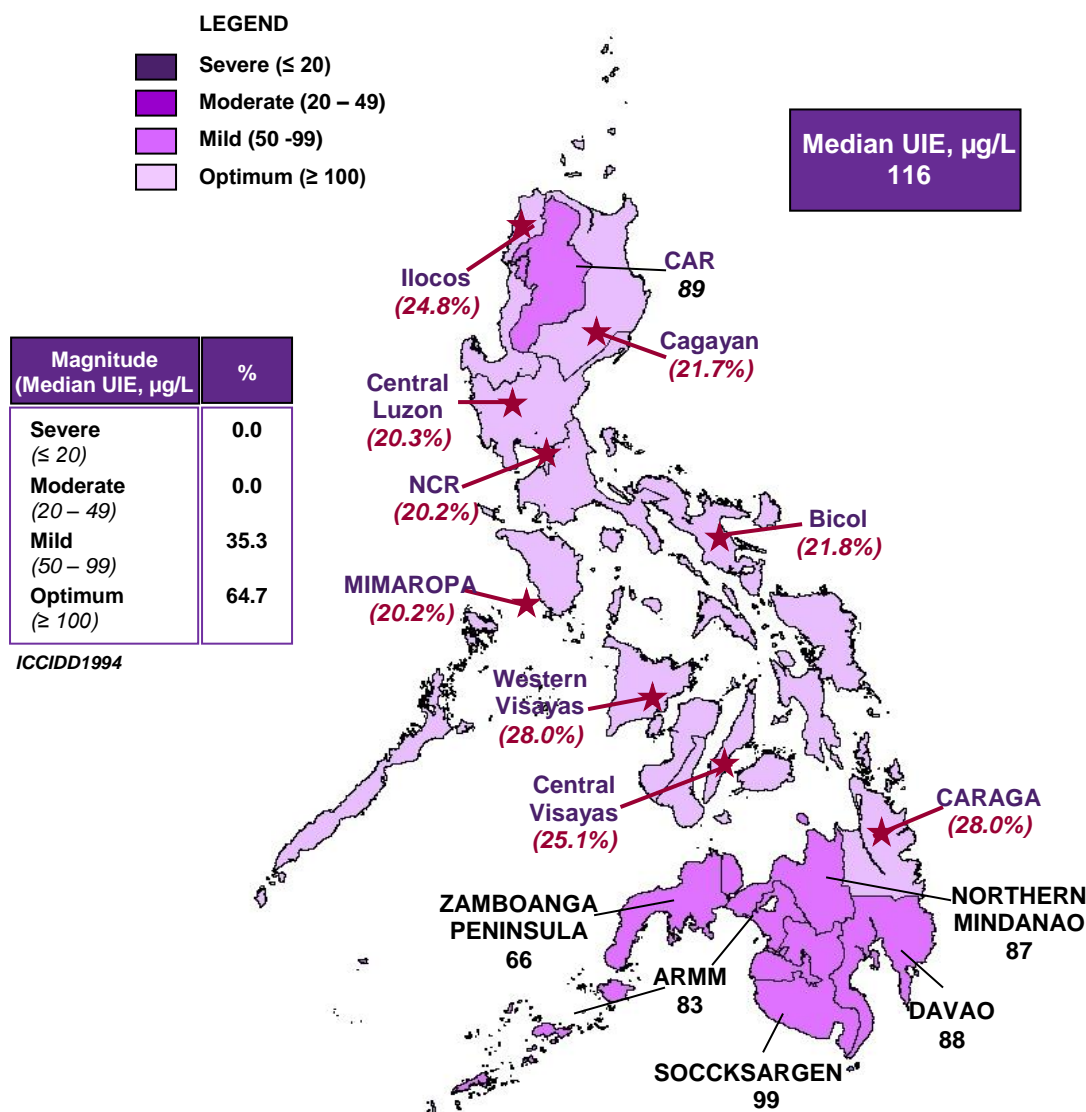 LEGEND
Severe (≤ 20)
Moderate (20 – 49)
Mild (50 -99)
Optimum (≥ 100)
Median UIE, µg/L
116
Ilocos
(24.8%)
CAR
89
Cagayan
(21.7%)
Magnitude
(Median UIE, µg/L
%
Severe
(≤ 20)
0.0
Moderate
(20 – 49)
0.0
Mild
(50 – 99)
35.3
Optimum
(≥ 100)
64.7
ICCIDD1994
Central
Luzon
(20.3%)
NCR
(20.2%)
Bicol
(21.8%)
MIMAROPA
(20.2%)
Western
Visayas
(28.0%)
Central
Visayas
(25.1%)
CARAGA
(28.0%)
ZAMBOANGA
PENINSULA
66
NORTHERN
MINDANAO
87
ARMM
83
DAVAO
88
SOCCKSARGEN
99